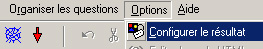 Organiser les questions Options Aide
Configurer le résultat